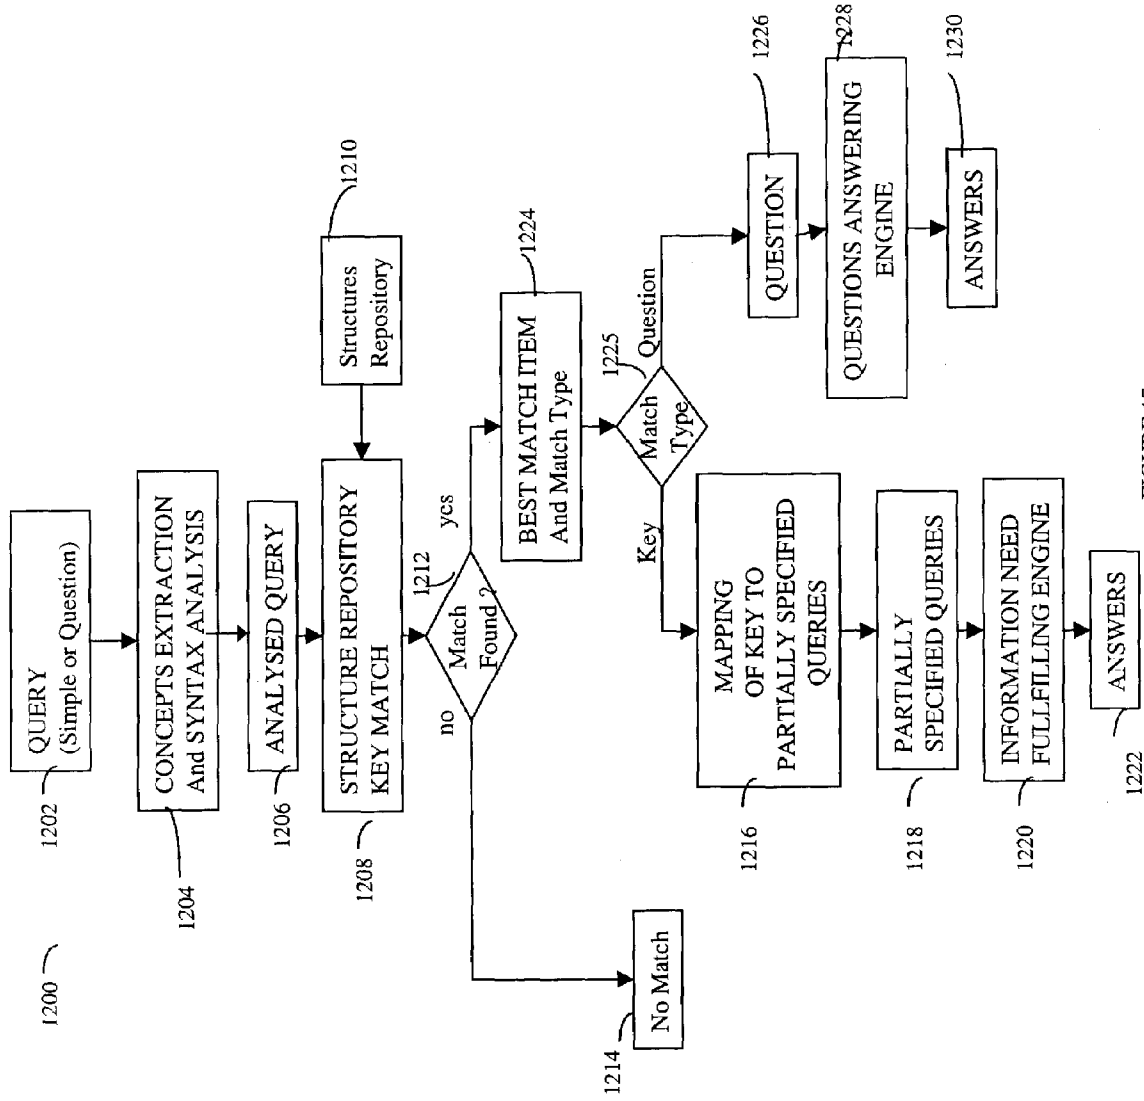 1200
1202
QUERY
(Simple or Question)
1204
CONCEPTS EXTRACTION
And SYNTAX ANALYSIS
1206
ANALYSED QUERY
1208
STRUCTURE REPOSITORY
KEY MATCH
1210
Structures
Repository
1212
Match
Found ?
no
yes
1214
No Match
1224
BEST MATCH ITEM
And Match Type
1225
Match
Type
Key
Question
1216
MAPPING
OF KEY TO
PARTIALLY SPECIFIED
QUERIES
1218
PARTIALLY
SPECIFIED QUERIES
1220
INFORMATION NEED
FULLFILLING ENGINE
1222
ANSWERS
1226
QUESTION
1228
QUESTIONS ANSWERING
ENGINE
1230
ANSWERS